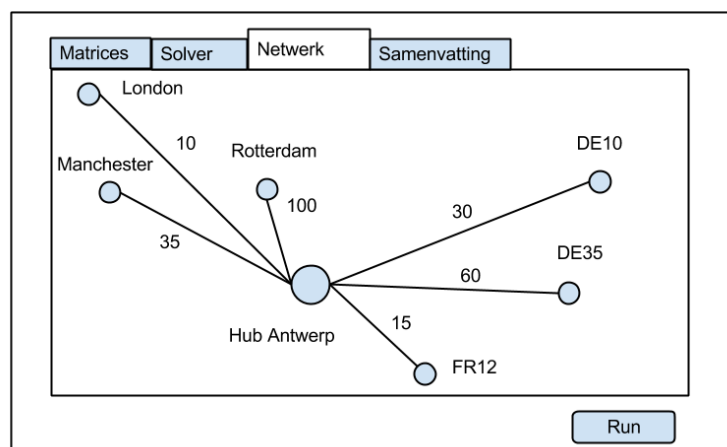 Matrices
Solver
Netwerk
Samenvatting
London
10
Rotterdam
DE10
Manchester
100
30
35
DE35
60
Hub Antwerp
15
FR12
Run